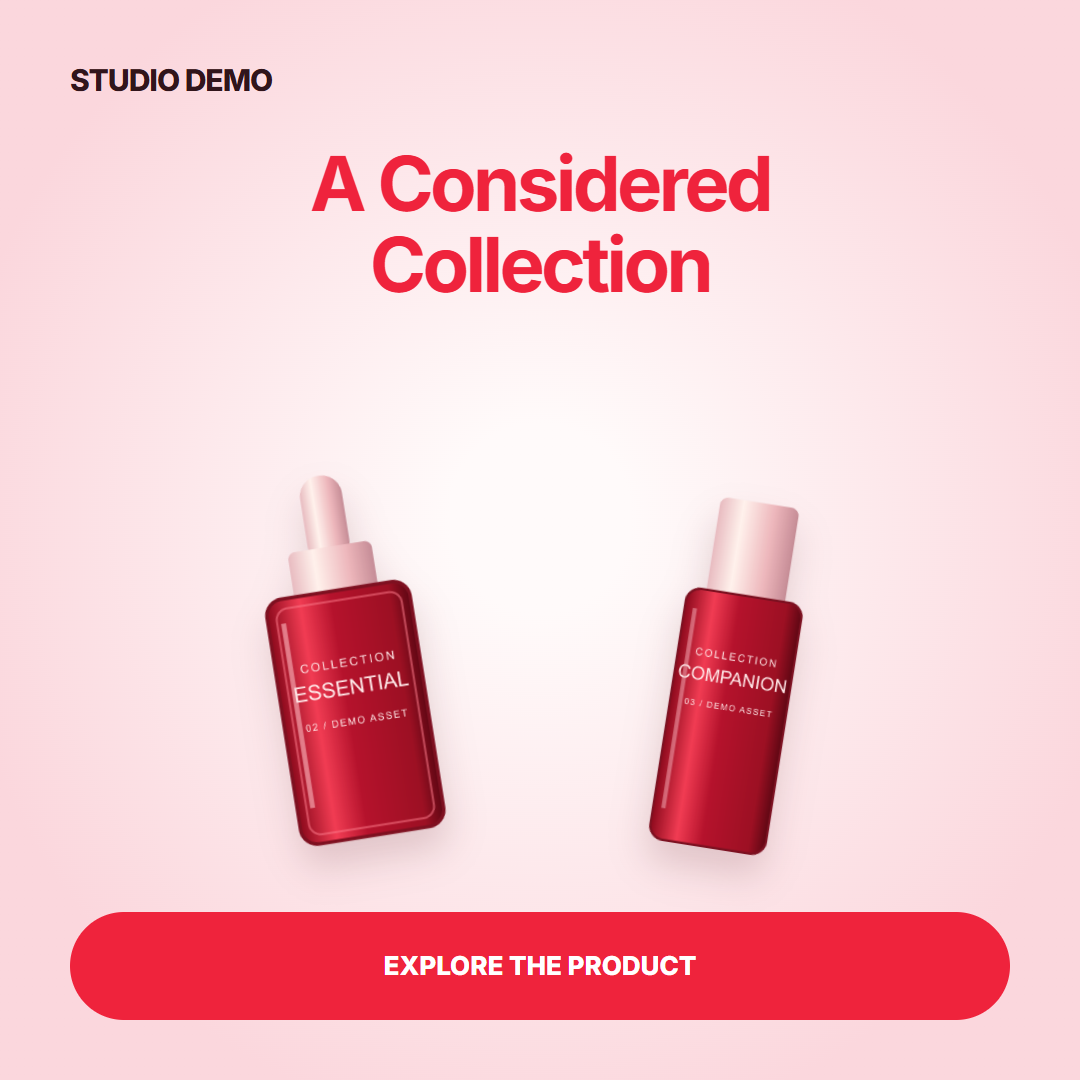 STUDIO DEMO
A Considered
Collection
COLLECTION
ESSENTIAL
02 / DEMO ASSET
COLLECTION
COMPANION
03 / DEMO ASSET
EXPLORE THE PRODUCT